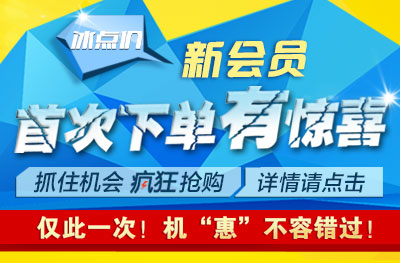 冰点价
新会员
首次下单有惊喜
抓住机会 疯狂抢购 详情请点击
仅此一次！机“惠”不容错过！